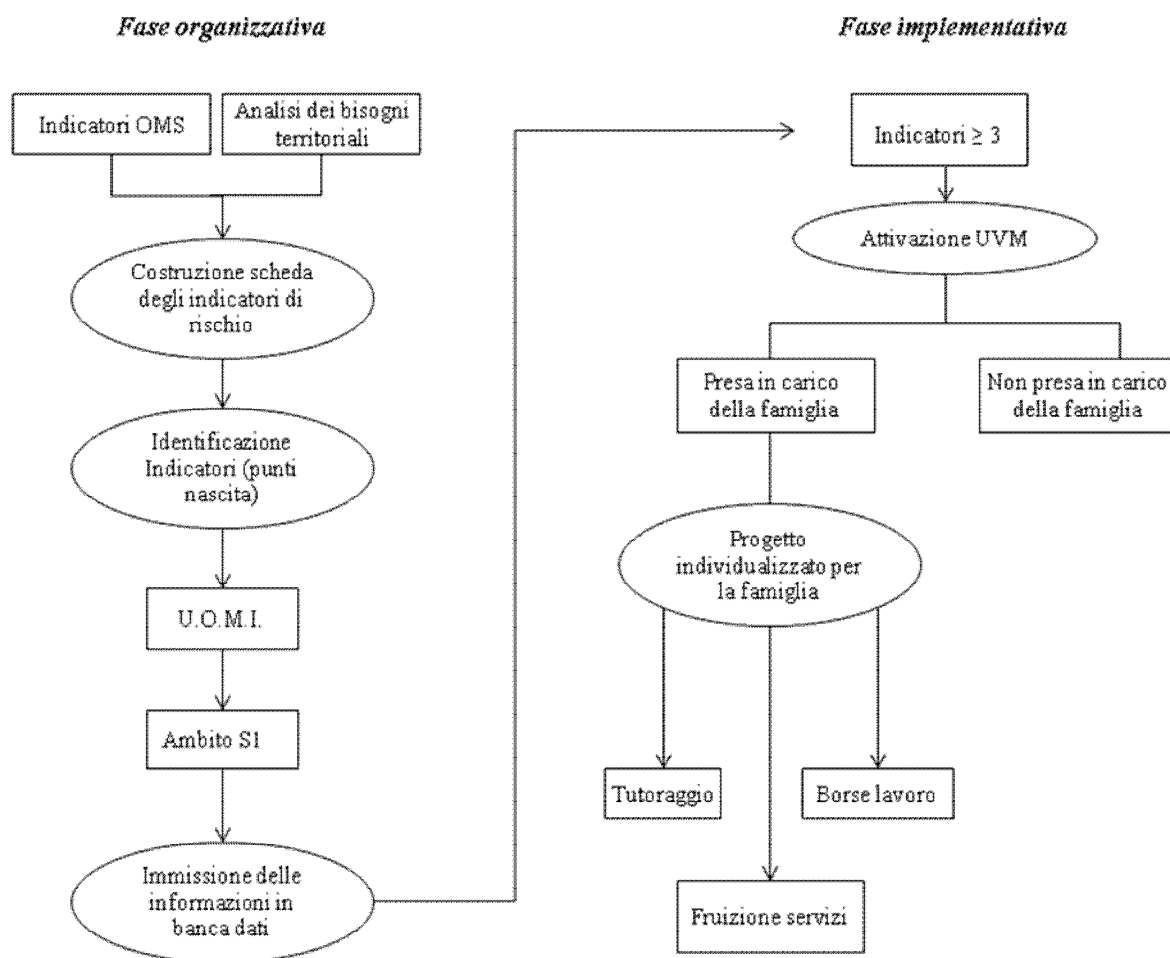 Fase organizzativa
Indicatori OMS
Analisi dei bisogni
territoriali
Costruzione scheda
degli indicatori di
rischio
Identificazione
Indicatori (punti
nascita)
U.O.M.I.
Ambito S1
Immissione delle
informazioni in
banca dati
Fase implementativa
Indicatori ≥ 3
Attivazione UVM
Presa in carico
della famiglia
Non presa in carico
della famiglia
Progetto
individualizzato per
la famiglia
Tutoraggio
Borse lavoro
Fruizione servizi